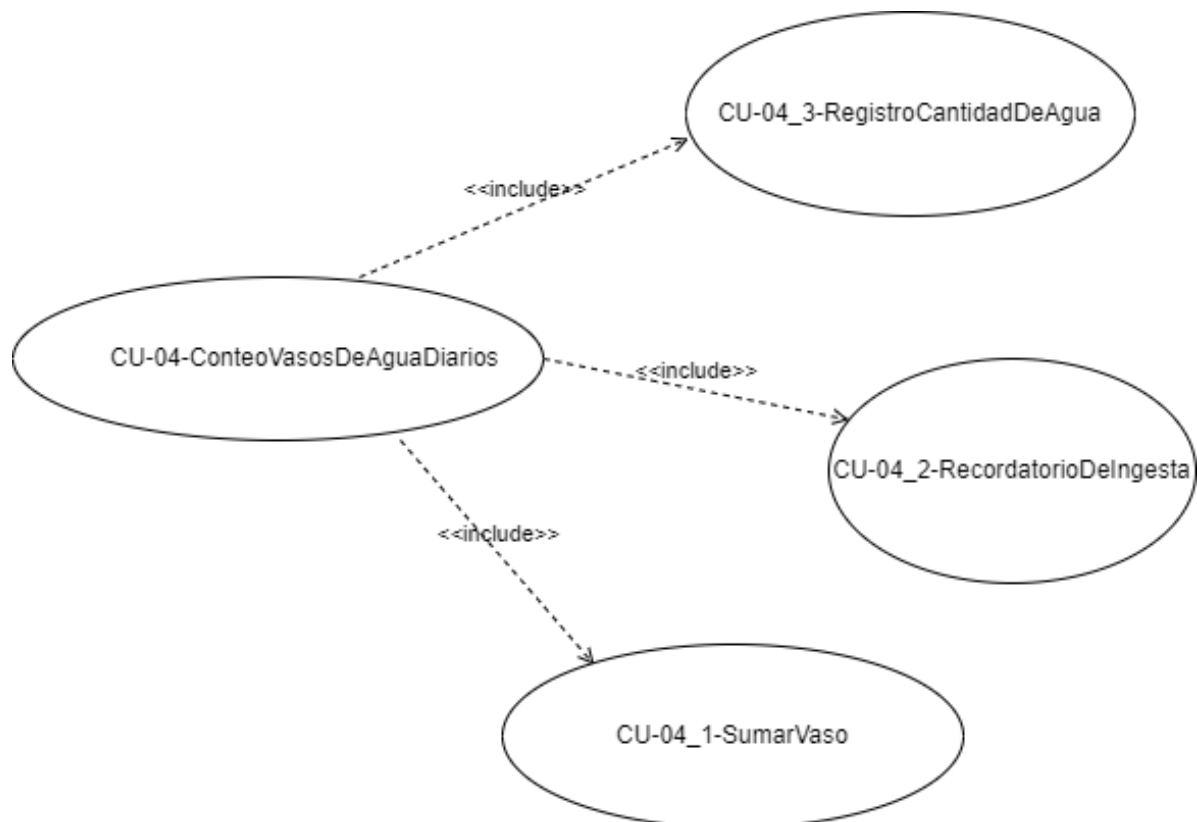 CU-04_3-RegistroCantidadDeAgua
<<include>>
CU-04-ConteoVasosDeAguaDiarios
<<include>>
CU-04_2-RecordatorioDeIngesta
<<include>>
CU-04_1-SumarVaso